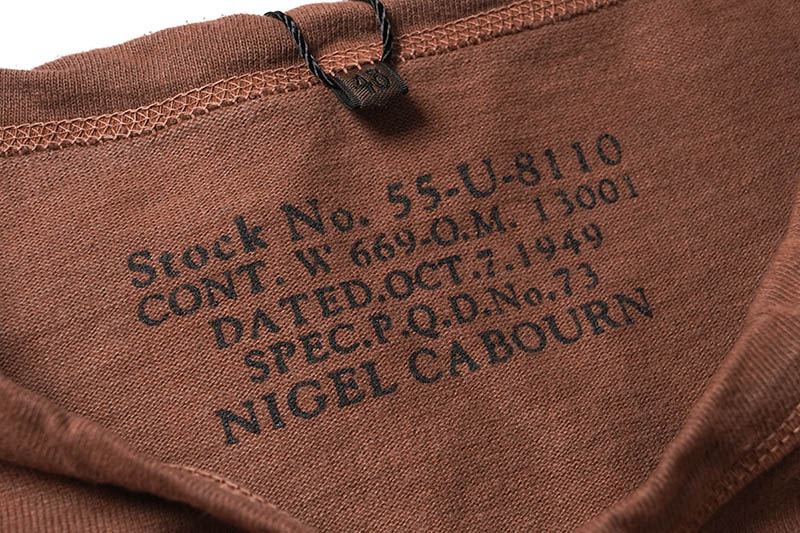 Stock No. 55-U-8110
CONT. W 669-O.M. 13001
DATED.OCT.7.1949
SPEC.P.Q.D.No.73
NIGEL CABOURN